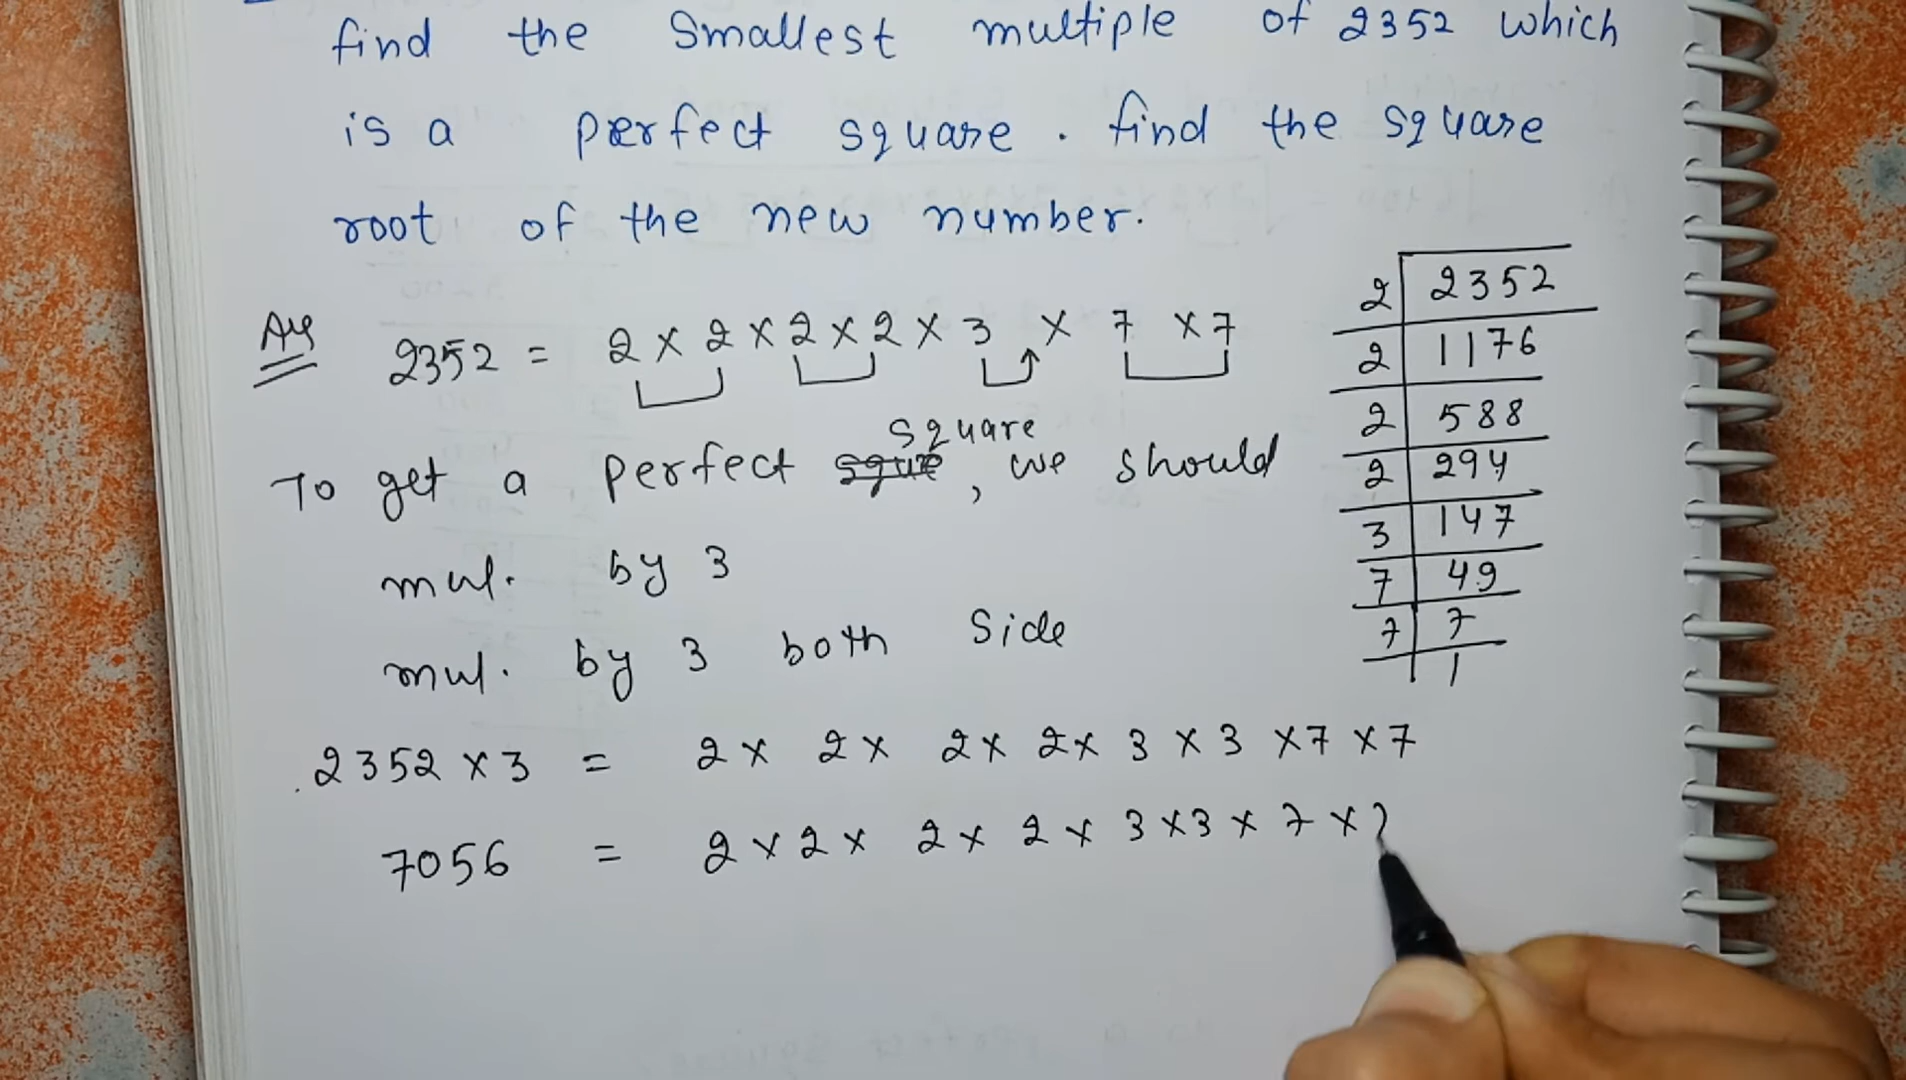 find the smallest multiple of 2352 which
is a perfect square. find the square
root of the new number.
Ans
2352 = 2 × 2 × 2 × 2 × 3 × 7 × 7
square
To get a perfect squre, we should
mul. by 3
mul. by 3 both side
2352 × 3 = 2 × 2 × 2 × 2 × 3 × 3 × 7 × 7
7056 = 2 × 2 × 2 × 2 × 3 × 3 × 7 ×
2 2352
2 1176
2 588
2 294
3 147
7 49
7 7
1